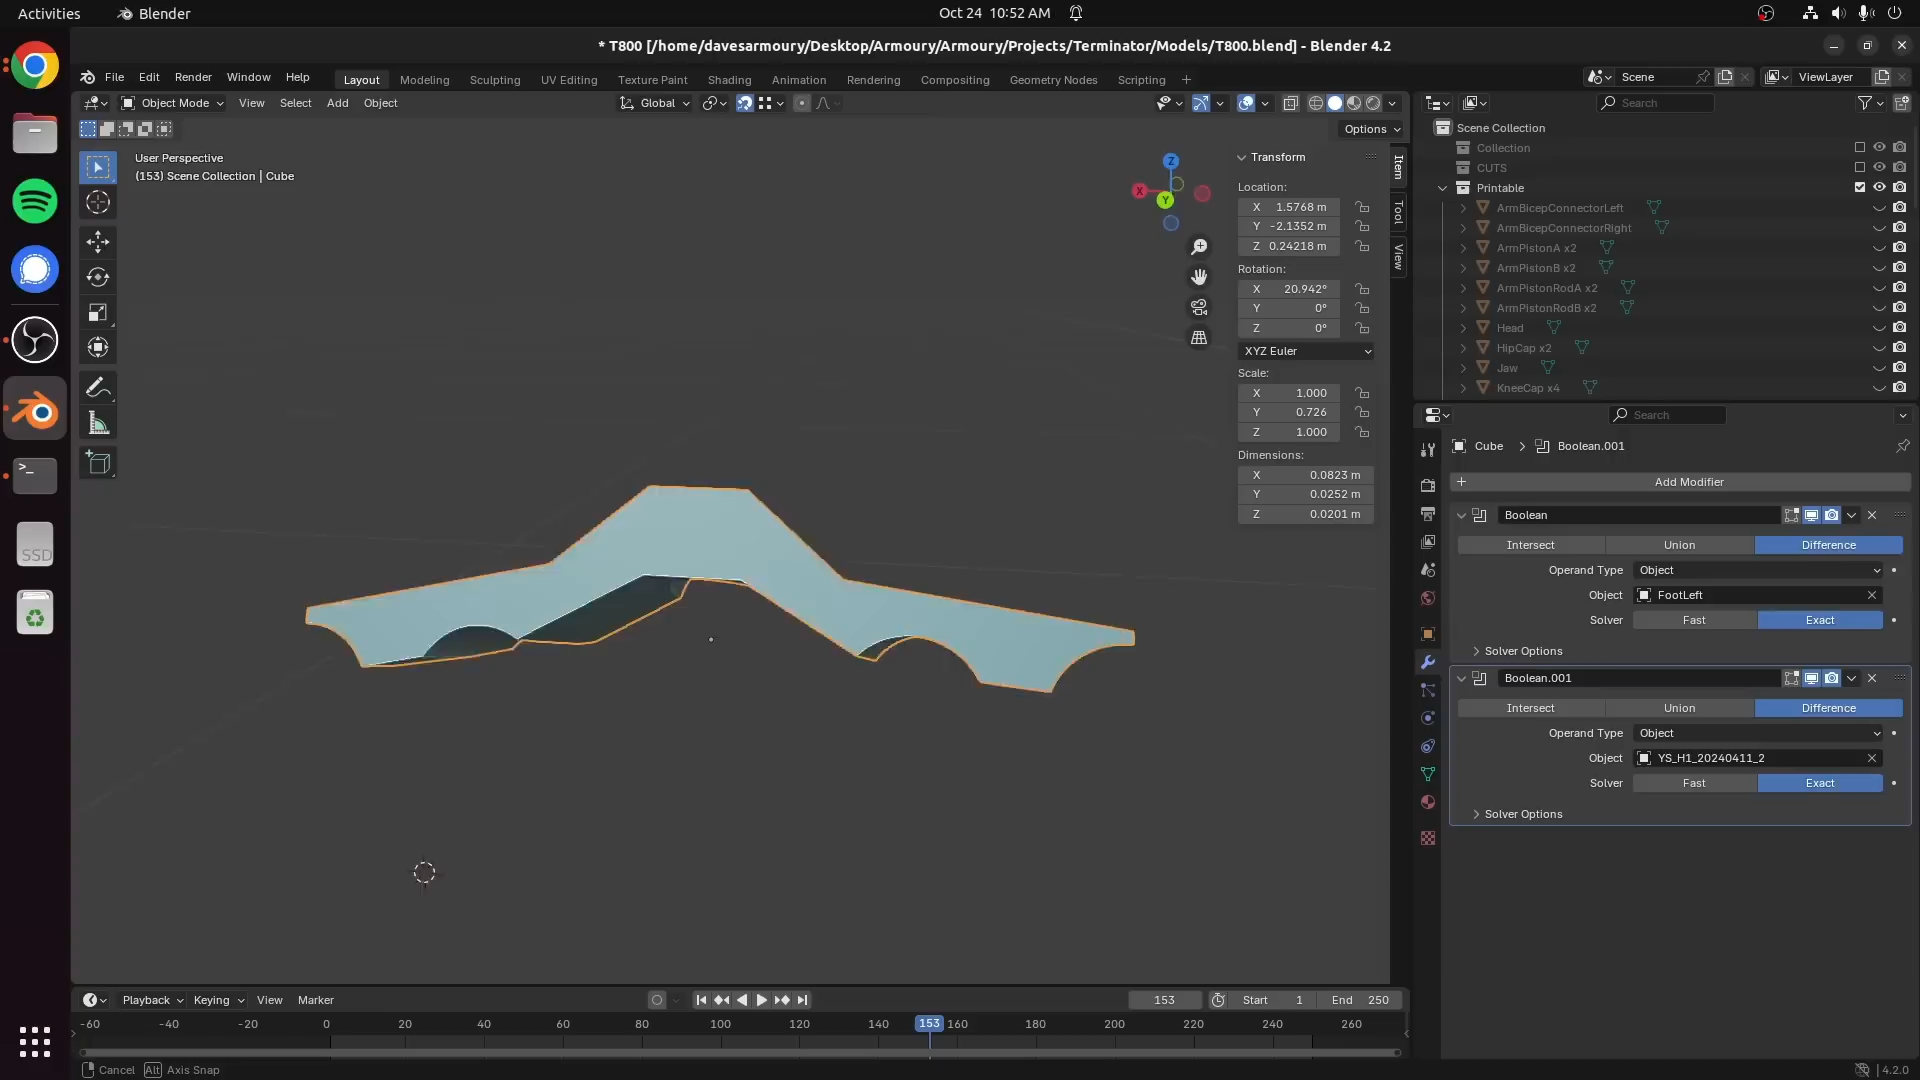 Activities
Blender
Oct 24 10:52 AM
* T800 [/home/davesarmoury/Desktop/Armoury/Armoury/Projects/Terminator/Models/T800.blend] - Blender 4.2
File Edit Render Window Help
Layout Modeling Sculpting UV Editing Texture Paint Shading Animation Rendering Compositing Geometry Nodes Scripting +
Scene
ViewLayer
Object Mode View Select Add Object
Global
Options
User Perspective
(153) Scene Collection | Cube
X
Y
Z
Item
Tool
View
Transform
Location:
X 1.5768 m
Y -2.1352 m
Z 0.24218 m
Rotation:
X 20.942°
Y 0°
Z 0°
XYZ Euler
Scale:
X 1.000
Y 0.726
Z 1.000
Dimensions:
X 0.0823 m
Y 0.0252 m
Z 0.0201 m
Search
Scene Collection
Collection
CUTS
Printable
ArmBicepConnectorLeft
ArmBicepConnectorRight
ArmPistonA x2
ArmPistonB x2
ArmPistonRodA x2
ArmPistonRodB x2
Head
HipCap x2
Jaw
KneeCap x4
Search
Cube > Boolean.001
+ Add Modifier
Boolean
Intersect Union Difference
Operand Type Object
Object FootLeft
Solver Fast Exact
Solver Options
Boolean.001
Intersect Union Difference
Operand Type Object
Object YS_H1_20240411_2
Solver Fast Exact
Solver Options
SSD
Playback Keying View Marker
153
Start 1
End 250
-60 -40 -20 0 20 40 60 80 100 120 140 153 160 180 200 220 240 260
Cancel Alt Axis Snap
4.2.0